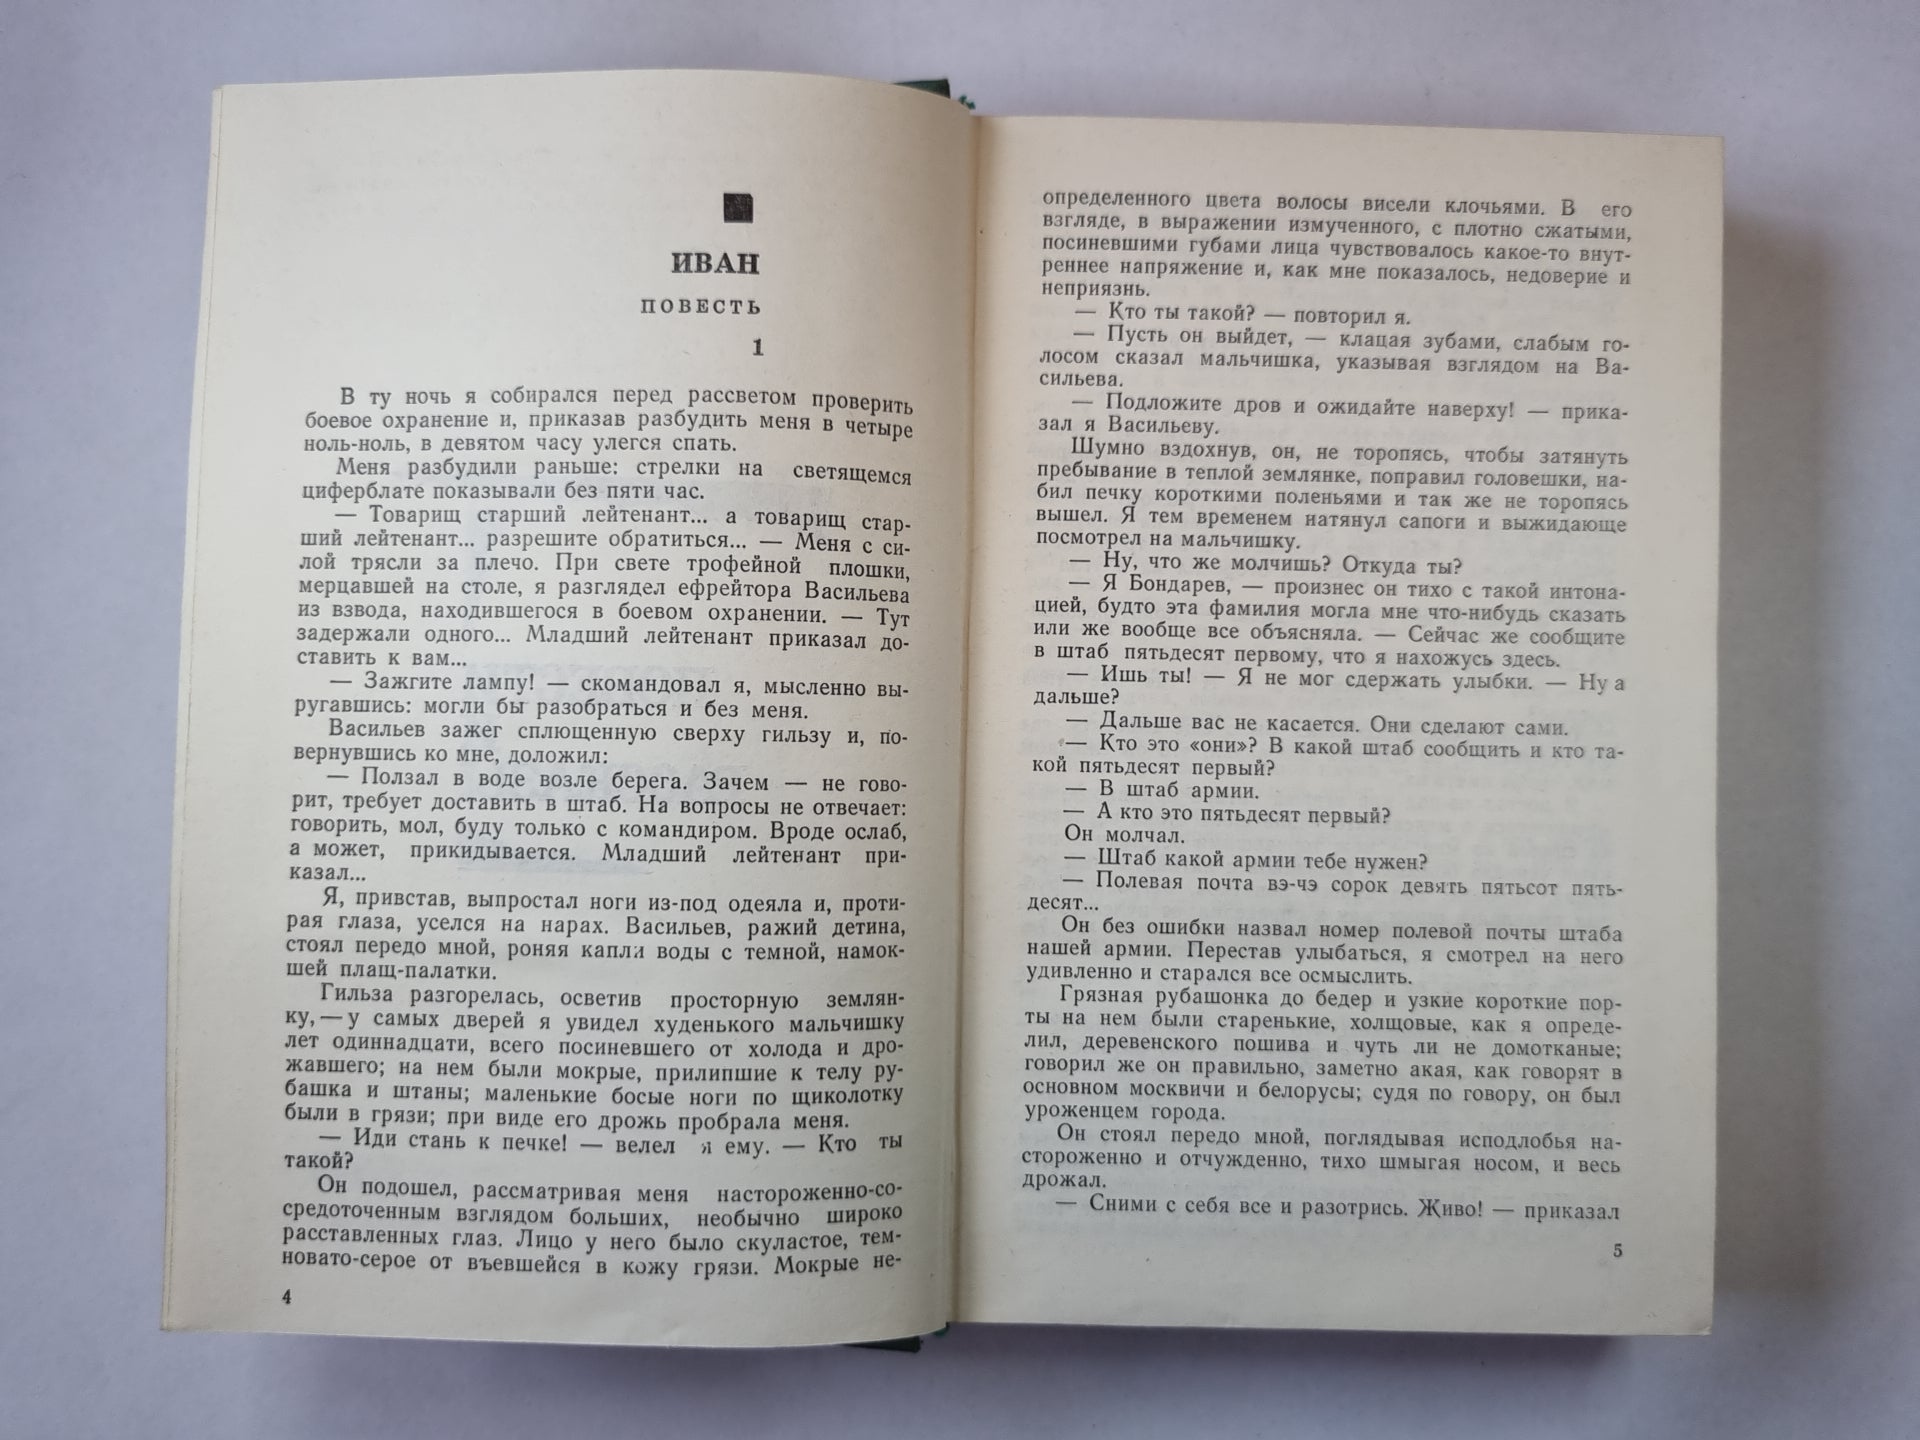 ИВАН
ПОВЕСТЬ
1
В ту ночь я собирался перед рассветом проверить
боевое охранение и, приказав разбудить меня в четыре
ноль-ноль, в девятом часу улегся спать.
Меня разбудили раньше: стрелки на светящемся
циферблате показывали без пяти час.
— Товарищ старший лейтенант... а товарищ стар-
ший лейтенант... разрешите обратиться... — Меня с си-
лой трясли за плечо. При свете трофейной плошки,
мерцавшей на столе, я разглядел ефрейтора Васильева
из взвода, находившегося в боевом охранении. — Тут
задержали одного... Младший лейтенант приказал до-
ставить к вам...
— Зажгите лампу! — скомандовал я, мысленно вы-
ругавшись: могли бы разобраться и без меня.
Васильев зажег сплющенную сверху гильзу и, по-
вернувшись ко мне, доложил:
— Ползал в воде возле берега. Зачем — не гово-
рит, требует доставить в штаб. На вопросы не отвечает:
говорить, мол, буду только с командиром. Вроде ослаб,
а может, прикидывается. Младший лейтенант при-
казал...
Я, привстав, выпростал ноги из-под одеяла и, проти-
рая глаза, уселся на нарах. Васильев, ражий детина,
стоял передо мной, роняя капли воды с темной, намок-
шей плащ-палатки.
Гильза разгорелась, осветив просторную землян-
ку, — у самых дверей я увидел худенького мальчишку
лет одиннадцати, всего посиневшего от холода и дро-
жавшего; на нем были мокрые, прилипшие к телу ру-
башка и штаны; маленькие босые ноги по щиколотку
были в грязи; при виде его дрожь пробрала меня.
— Иди стань к печке! — велел я ему. — Кто ты
такой?
Он подошел, рассматривая меня настороженно-со-
средоточенным взглядом больших, необычно широко
расставленных глаз. Лицо у него было скуластое, тем-
новато-серое от въевшейся в кожу грязи. Мокрые не-
4
определенного цвета волосы висели клочьями. В его
взгляде, в выражении измученного, с плотно сжатыми,
посиневшими губами лица чувствовалось какое-то внут-
реннее напряжение и, как мне показалось, недоверие и
неприязнь.
— Кто ты такой? — повторил я.
— Пусть он выйдет, — клацая зубами, слабым го-
лосом сказал мальчишка, указывая взглядом на Ва-
сильева.
— Подложите дров и ожидайте наверху! — прика-
зал я Васильеву.
Шумно вздохнув, он, не торопясь, чтобы затянуть
пребывание в теплой землянке, поправил головешки, на-
бил печку короткими поленьями и так же не торопясь
вышел. Я тем временем натянул сапоги и выжидающе
посмотрел на мальчишку.
— Ну, что же молчишь? Откуда ты?
— Я Бондарев, — произнес он тихо с такой интона-
цией, будто эта фамилия могла мне что-нибудь сказать
или же вообще все объясняла. — Сейчас же сообщите
в штаб пятьдесят первому, что я нахожусь здесь.
— Ишь ты! — Я не мог сдержать улыбки. — Ну а
дальше?
— Дальше вас не касается. Они сделают сами.
— Кто это «они»? В какой штаб сообщить и кто та-
кой пятьдесят первый?
— В штаб армии.
— А кто это пятьдесят первый?
Он молчал.
— Штаб какой армии тебе нужен?
— Полевая почта вэ-чэ сорок девять пятьсот пять-
десят...
Он без ошибки назвал номер полевой почты штаба
нашей армии. Перестав улыбаться, я смотрел на него
удивленно и старался все осмыслить.
Грязная рубашонка до бедер и узкие короткие пор-
ты на нем были старенькие, холщовые, как я опреде-
лил, деревенского пошива и чуть ли не домотканые;
говорил же он правильно, заметно акая, как говорят в
основном москвичи и белорусы; судя по говору, он был
уроженцем города.
Он стоял передо мной, поглядывая исподлобья на-
стороженно и отчужденно, тихо шмыгая носом, и весь
дрожал.
— Сними с себя все и разотрись. Живо! — приказал
5